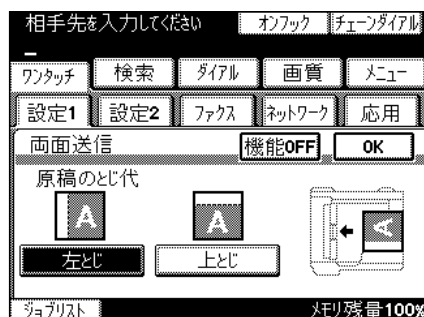 相手先を入力してください オンフック チェーンダイアル
ワンタッチ 検索 ダイアル 画質 メニュー
設定1 設定2 ファクス ネットワーク 応用
両面送信 機能OFF OK
原稿のとじ代
A A A
左とじ 上とじ
ジョブリスト メモリ残量100%